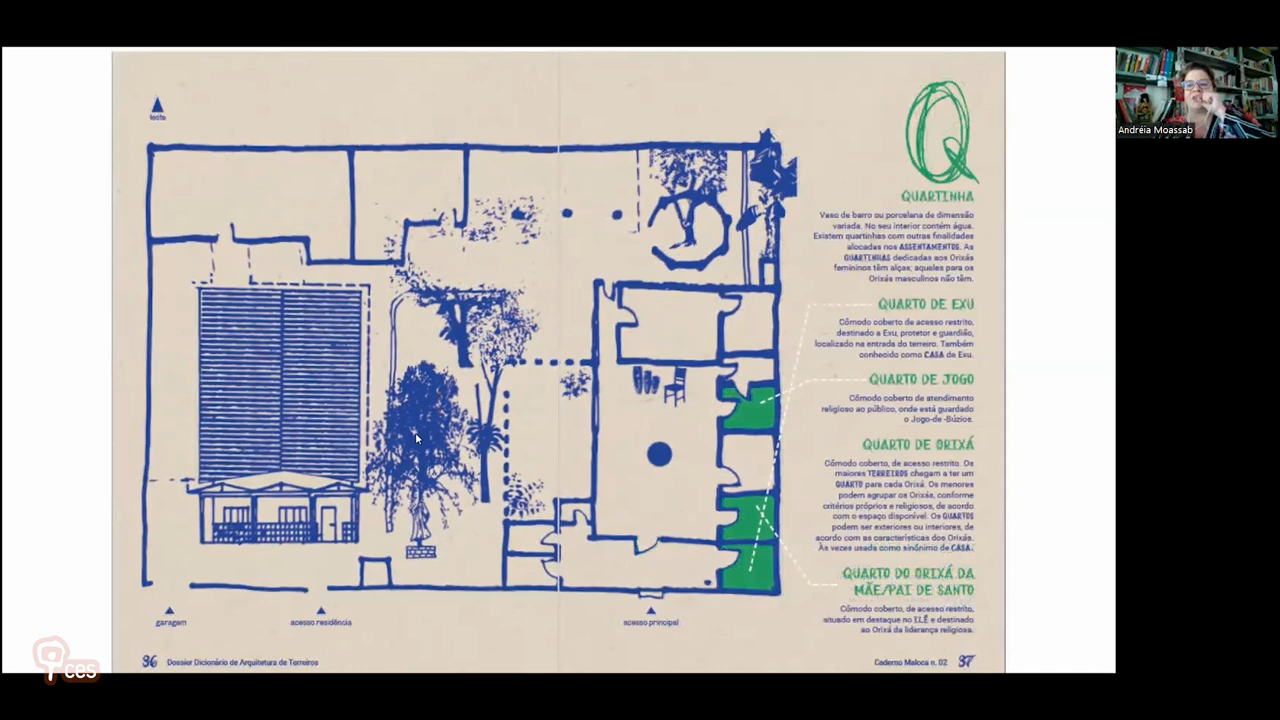 Andréia Moassab
leste
Q
QUARTINHA
Vaso de barro ou porcelana de dimensão
variada. No seu interior contém água.
Existem quartinhas com outras finalidades
alocadas nos ASSENTAMENTOS. As
QUARTINHAS dedicadas aos Orixás
femininos têm alças; aqueles para os
Orixás masculinos não têm.
QUARTO DE EXU
Cômodo coberto de acesso restrito,
destinado a Exu, protetor e guardião,
localizado na entrada do terreiro. Também
conhecido como CASA de Exu.
QUARTO DE JOGO
Cômodo coberto de atendimento
religioso ao público, onde está guardado
o Jogo-de -Búzios.
QUARTO DE ORIXÁ
Cômodo coberto, de acesso restrito. Os
maiores TERREIROS chegam a ter um
QUARTO para cada Orixá. Os menores
podem agrupar os Orixás, conforme
critérios próprios e religiosos, de acordo
com o espaço disponível. Os QUARTOS
podem ser exteriores ou interiores, de
acordo com as características dos Orixás.
Às vezes usada como sinônimo de CASA.
QUARTO DO ORIXÁ DA
MÃE/PAI DE SANTO
Cômodo coberto, de acesso restrito,
situado em destaque no ILÊ e destinado
ao Orixá da liderança religiosa.
garagem
acesso residência
acesso principal
36 Dossier Dicionário de Arquitetura de Terreiros
Caderno Maloca n. 02 37
ces